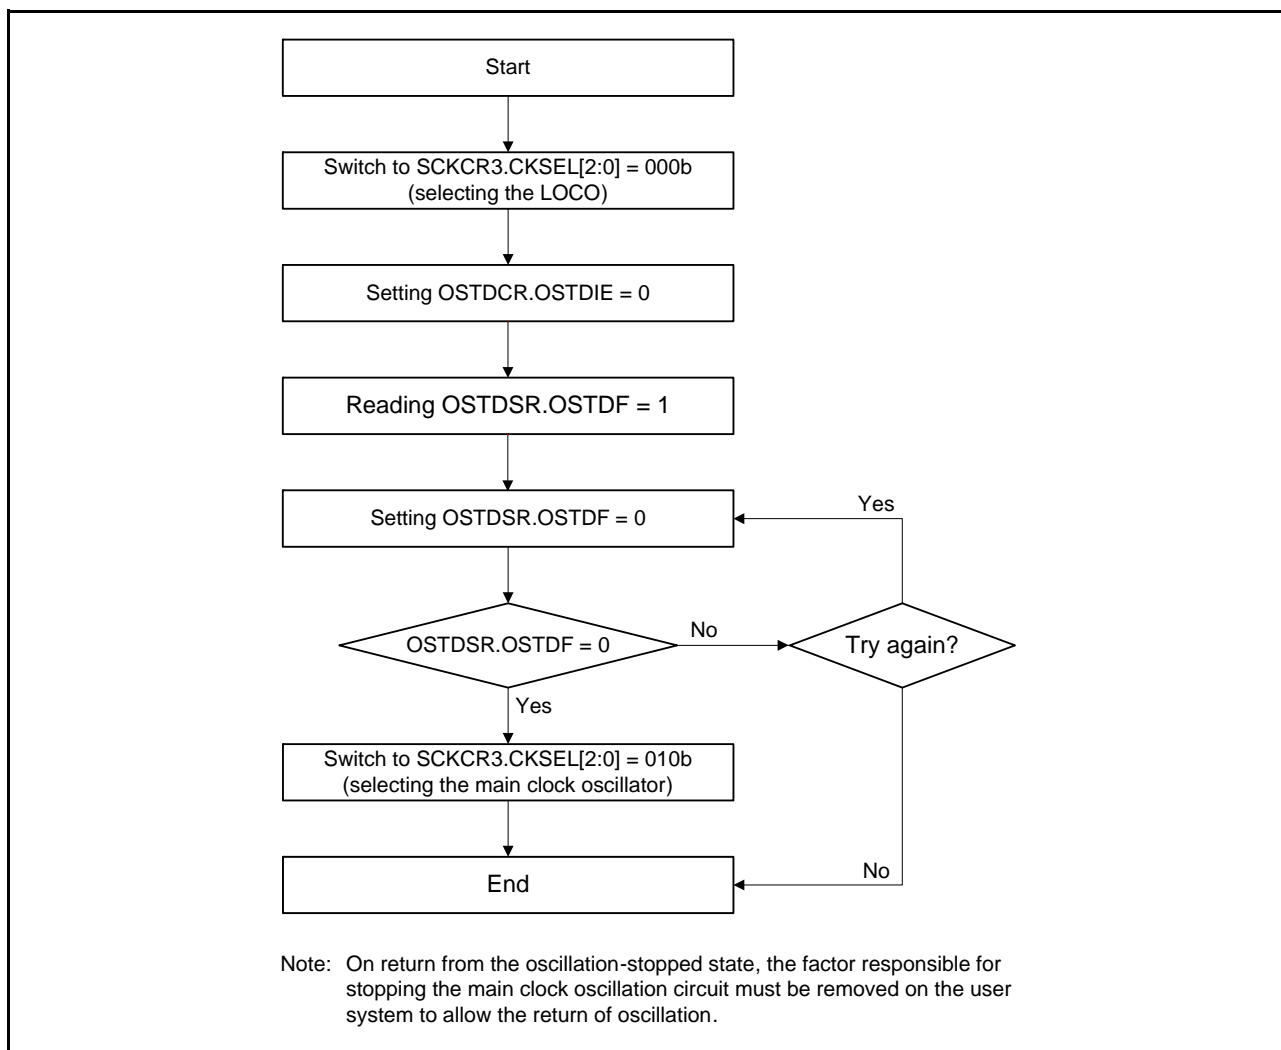 Start
Switch to SCKCR3.CKSEL[2:0] = 000b
(selecting the LOCO)
Setting OSTDCR.OSTDIE = 0
Reading OSTDSR.OSTDF = 1
Setting OSTDSR.OSTDF = 0
Yes
OSTDSR.OSTDF = 0
No
Try again?
Yes
Switch to SCKCR3.CKSEL[2:0] = 010b
(selecting the main clock oscillator)
No
End
Note: On return from the oscillation-stopped state, the factor responsible for
stopping the main clock oscillation circuit must be removed on the user
system to allow the return of oscillation.